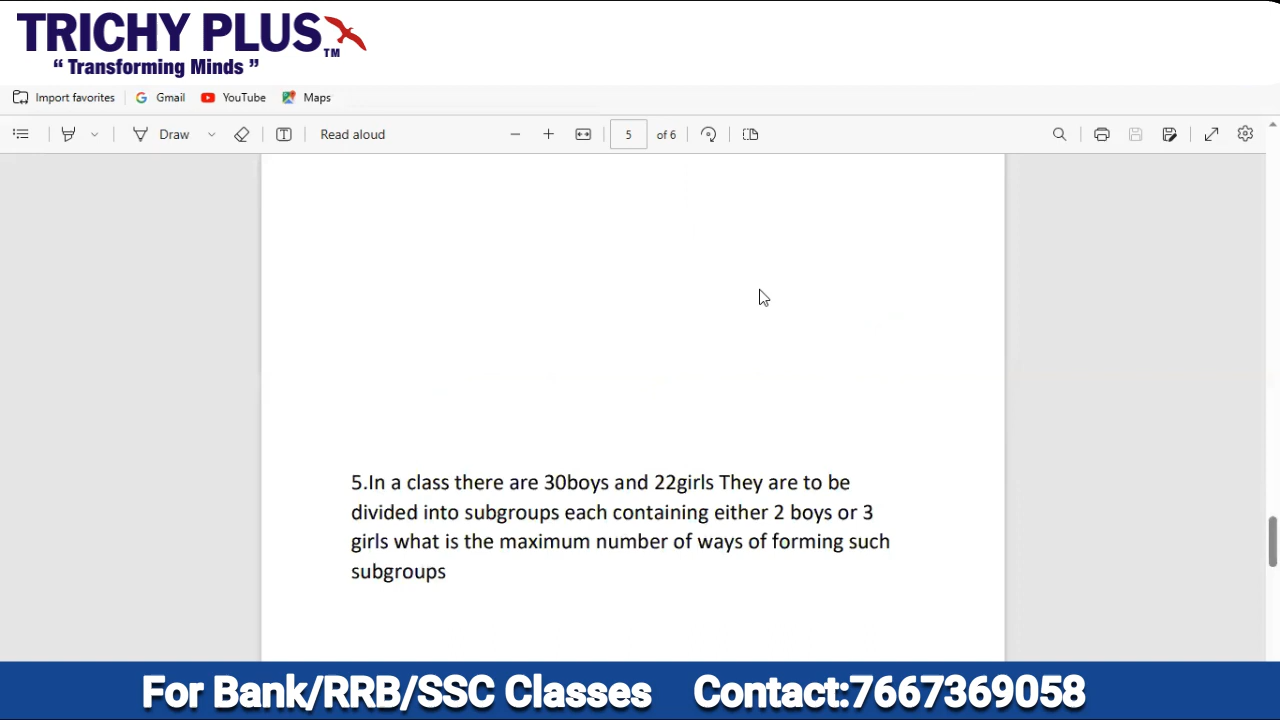 TRICHY PLUS TM
“ Transforming Minds ”
Import favorites Gmail YouTube Maps
Draw Read aloud 5 of 6
5.In a class there are 30boys and 22girls They are to be
divided into subgroups each containing either 2 boys or 3
girls what is the maximum number of ways of forming such
subgroups
For Bank/RRB/SSC Classes Contact:7667369058